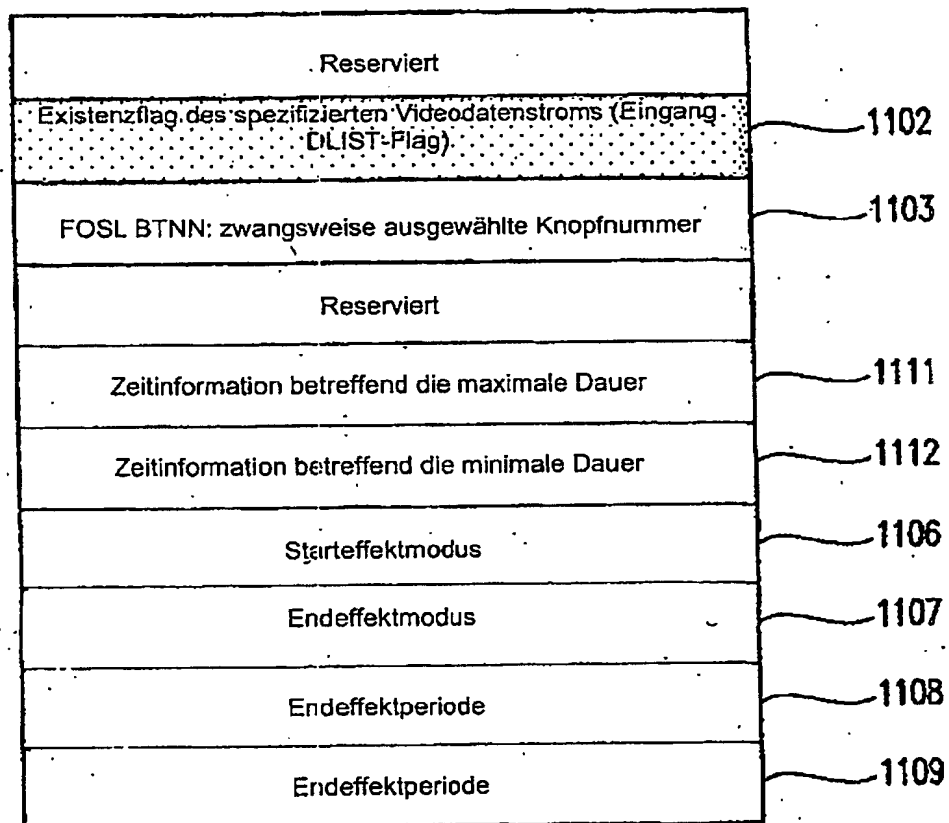 Reserviert
Existenzflag des spezifizierten Videodatenstroms (Eingang
DLIST-Flag)
1102
FOSL BTNN: zwangsweise ausgewählte Knopfnummer
1103
Reserviert
Zeitinformation betreffend die maximale Dauer
1111
Zeitinformation betreffend die minimale Dauer
1112
Starteffektmodus
1106
Endeffektmodus
1107
Endeffektperiode
1108
Endeffektperiode
1109